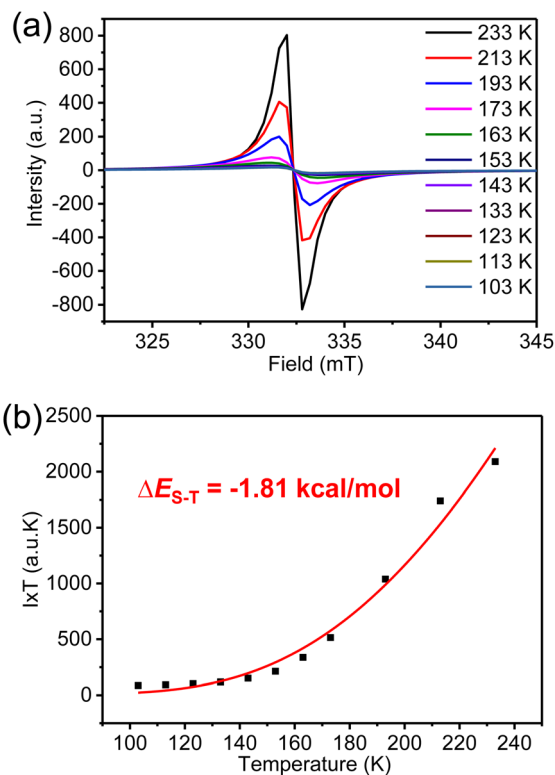 (a)
800
600
400
200
0
-200
-400
-600
-800
Intersity (a.u.)
233 K
213 K
193 K
173 K
163 K
153 K
143 K
133 K
123 K
113 K
103 K
325 330 335 340 345
Field (mT)
(b)
2500
2000
1500
1000
500
0
IxT (a.u.K)
ΔE_S-T = -1.81 kcal/mol
100 120 140 160 180 200 220 240
Temperature (K)